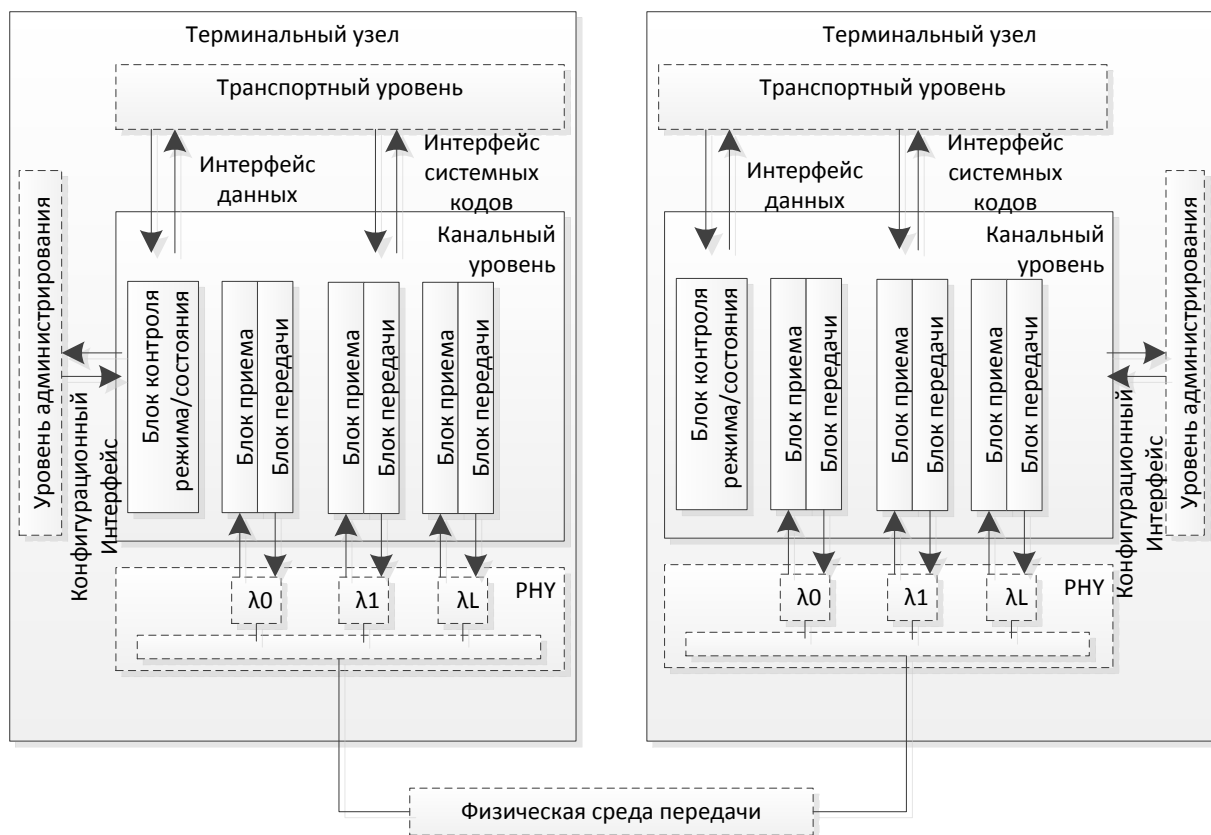 Терминальный узел
Транспортный уровень
Интерфейс
данных
Интерфейс
системных
кодов
Канальный
уровень
Уровень администрирования
Конфигурационный
Интерфейс
Блок контроля
режима/состояния
Блок приема
Блок передачи
Блок приема
Блок передачи
Блок приема
Блок передачи
PHY
λ0
λ1
λL
Терминальный узел
Транспортный уровень
Интерфейс
данных
Интерфейс
системных
кодов
Канальный
уровень
Блок контроля
режима/состояния
Блок приема
Блок передачи
Блок приема
Блок передачи
Блок приема
Блок передачи
Конфигурационный
Интерфейс
Уровень администрирования
PHY
λ0
λ1
λL
Физическая среда передачи